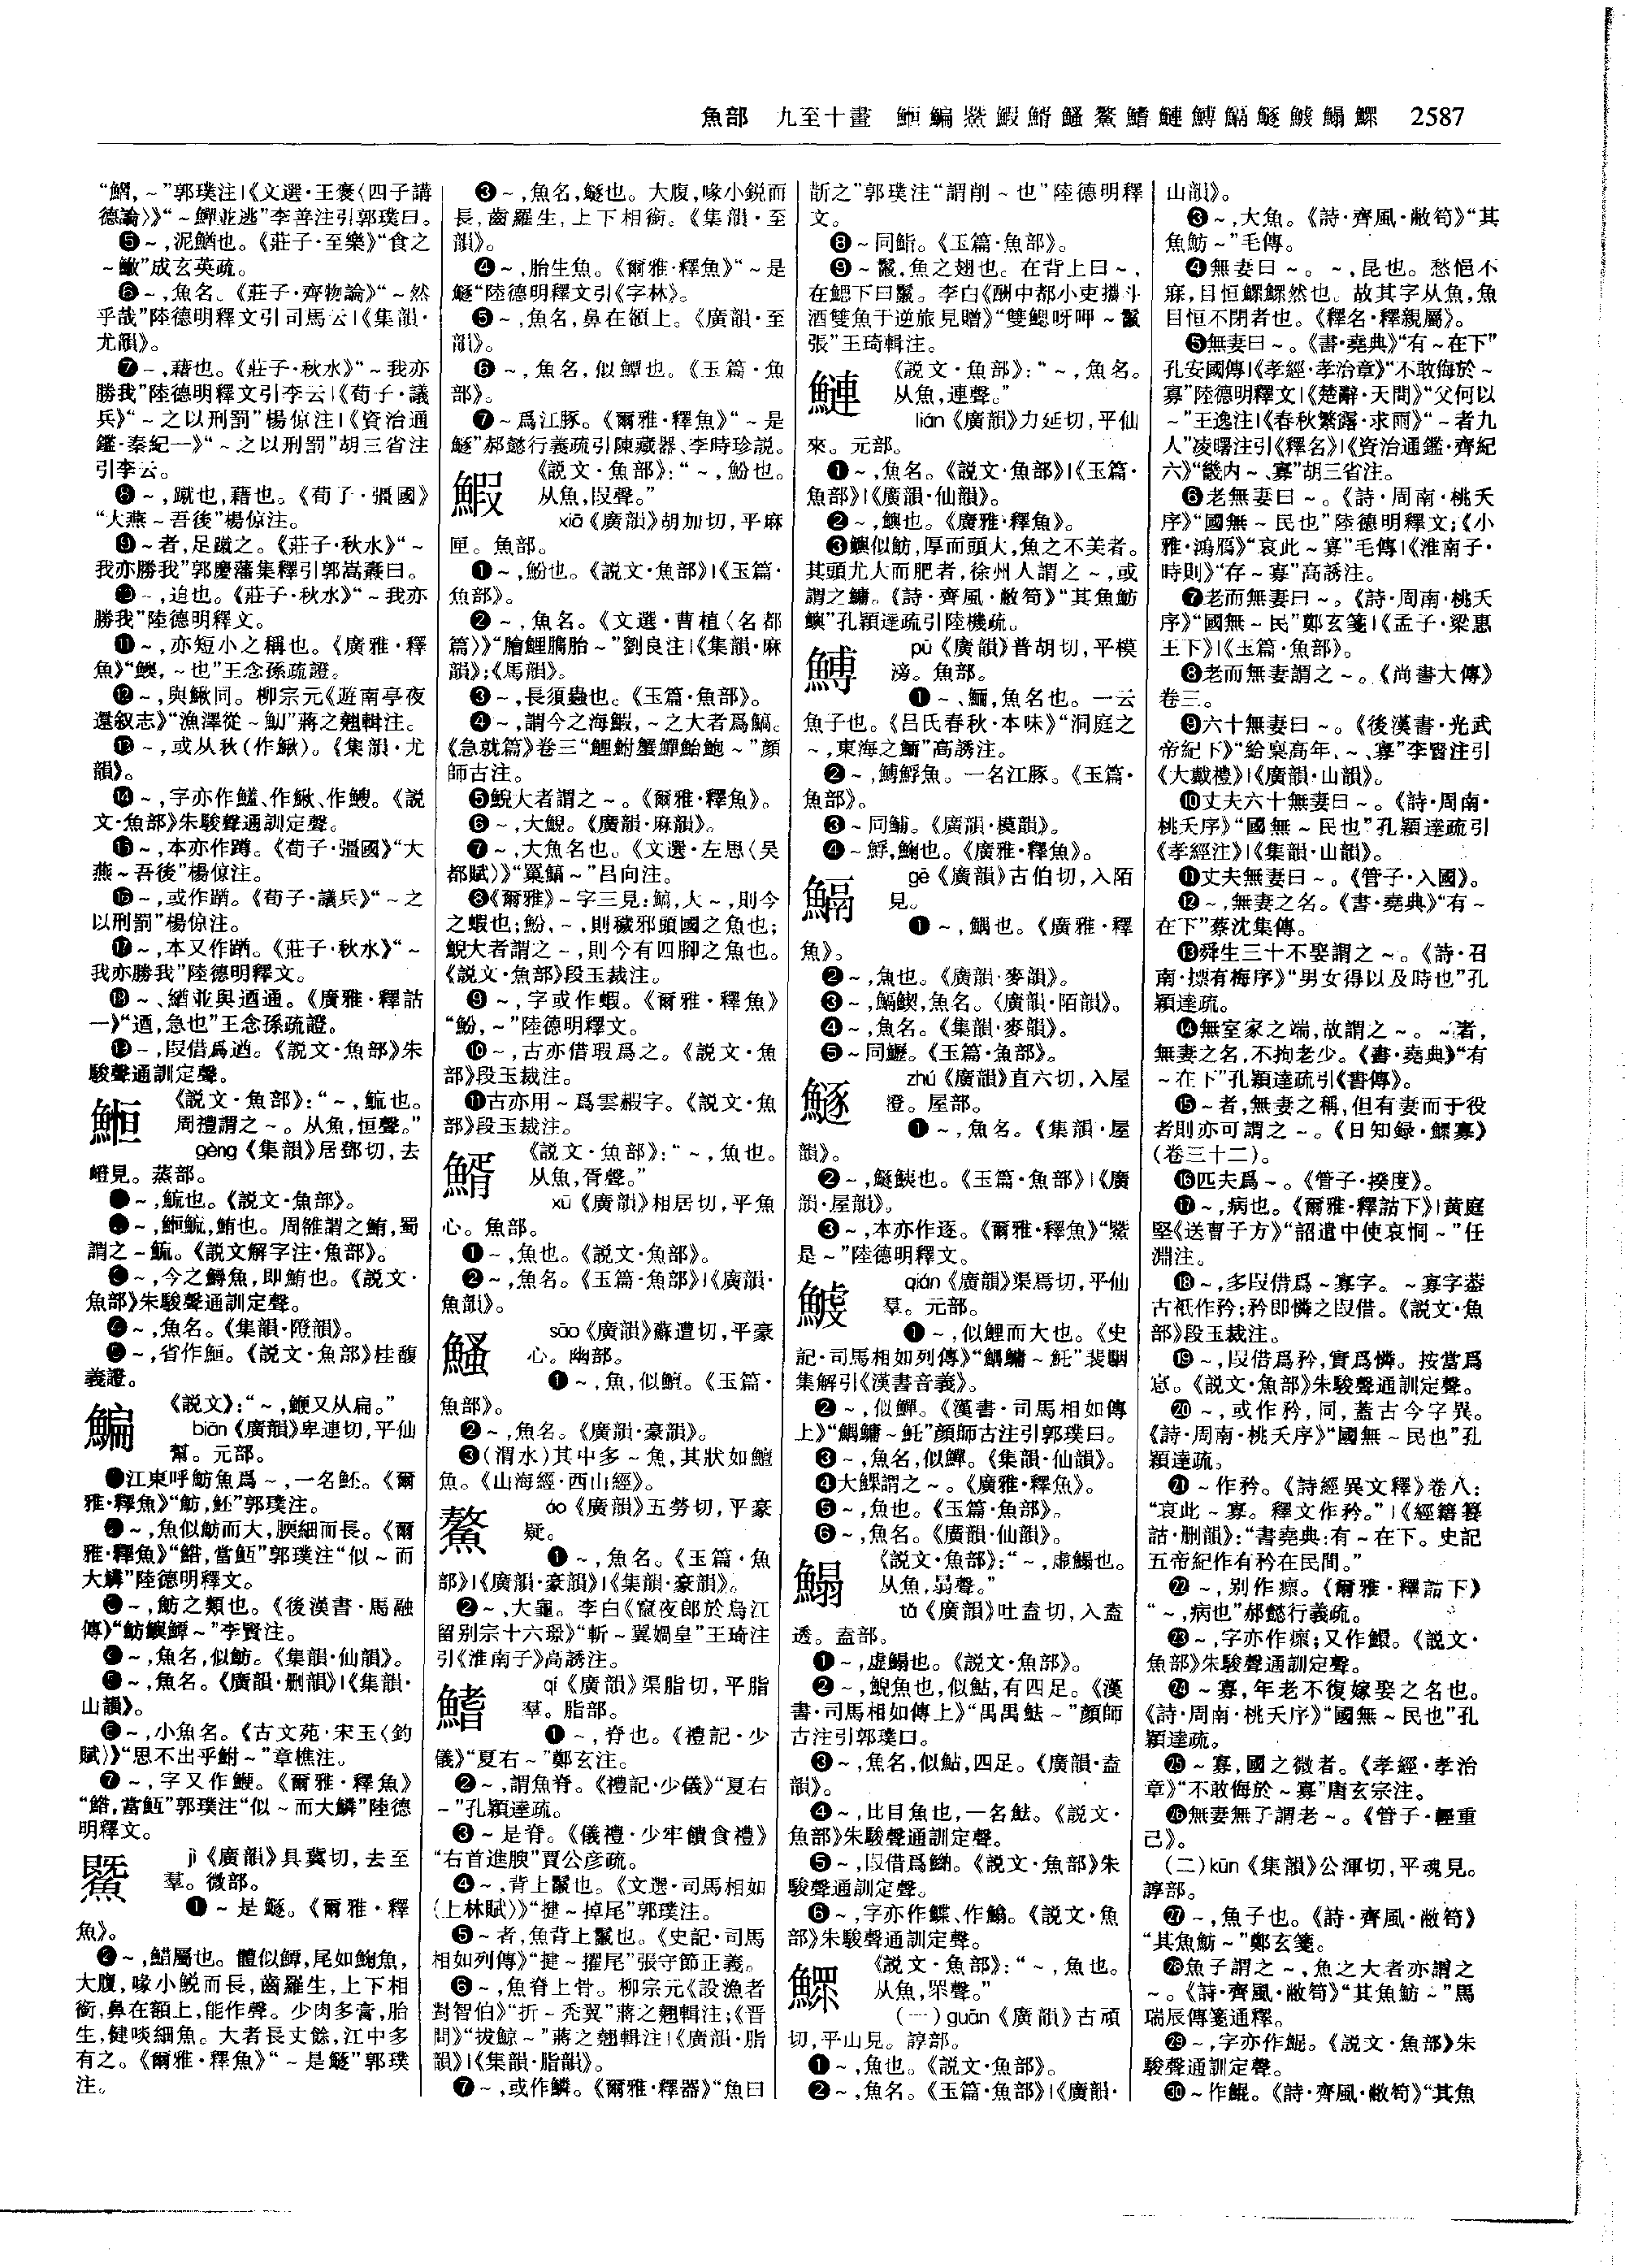 魚部 九至十畫 䱴鯿䲅鰕䱬鰠鰲鰭鰱鱄鎘鱁鰬鰨鰥 2587
“鰼,~”郭璞注|《文選·王褒〈四子講
德論〉》“~鱓並逃”李善注引郭璞曰。
❺~,泥鰌也。《莊子·至樂》“食之
~䱔”成玄英疏。
❻~,魚名。《莊子·齊物論》“~然
乎哉”陸德明釋文引司馬云|《集韻·
尤韻》。
❼~,藉也。《莊子·秋水》“~我亦
勝我”陸德明釋文引李云|《荀子·議
兵》“~之以刑罰”楊倞注|《資治通
鑑·秦紀一》“~之以刑罰”胡三省注
引李云。
❽~,蹴也,藉也。《荀子·彊國》
“大燕~吾後”楊倞注。
❾~者,足蹴之。《莊子·秋水》“~
我亦勝我”郭慶藩集釋引郭嵩燾曰。
❿~,迫也。《莊子·秋水》“~我亦
勝我”陸德明釋文。
⓫~,亦短小之稱也。《廣雅·釋
魚》“鱮,~也”王念孫疏證。
⓬~,與鰍同。柳宗元《遊南亭夜
還叙志》“漁澤從~魛”蔣之翹輯注。
⓭~,或从秋(作鰍)。《集韻·尤
韻》。
⓮~,字亦作鱃、作鰍、作鰻。《説
文·魚部》朱駿聲通訓定聲。
⓯~,本亦作蹲。《荀子·彊國》“大
燕~吾後”楊倞注。
⓰~,或作蹭。《荀子·議兵》“~之
以刑罰”楊倞注。
⓱~,本又作䠓。《莊子·秋水》“~
我亦勝我”陸德明釋文。
⓲~、緧並與遒通。《廣雅·釋詁
一》“遒,急也”王念孫疏證。
⓳~,叚借爲遒。《説文·魚部》朱
駿聲通訓定聲。
䱴 《説文·魚部》:“~,䱎也。
周禮謂之~。从魚,恒聲。”
gèng《集韻》居鄧切,去
嶝見。蒸部。
❶~,䱎也。《説文·魚部》。
❷~,䱴䱎,鮪也。周雒謂之鮪,蜀
謂之~䱎。《説文解字注·魚部》。
❸~,今之鱘魚,即鮪也。《説文·
魚部》朱駿聲通訓定聲。
❹~,魚名。《集韻·隥韻》。
❺~,省作䱍。《説文·魚部》桂馥
義證。
鯿 《説文》:“~,鯾又从扁。”
biān《廣韻》卑連切,平仙
幫。元部。
❶江東呼魴魚爲~,一名魾。《爾
雅·釋魚》“魴,魾”郭璞注。
❷~,魚似魴而大,腴細而長。《爾
雅·釋魚》“鯦,當魱”郭璞注“似~而
大鱗”陸德明釋文。
❸~,魴之類也。《後漢書·馬融
傳》“魴鱮鱏~”李賢注。
❹~,魚名,似魴。《集韻·仙韻》。
❺~,魚名。《廣韻·删韻》|《集韻·
山韻》。
❻~,小魚名。《古文苑·宋玉〈釣
賦〉》“思不出乎鮒~”章樵注。
❼~,字又作鯾。《爾雅·釋魚》
“鯦,當魱”郭璞注“似~而大鱗”陸德
明釋文。
䲅 jì《廣韻》具冀切,去至
羣。微部。
❶~是鱁。《爾雅·釋
魚》。
❷~,䱜屬也。體似鱏,尾如䱐魚,
大腹,喙小鋭而長,齒羅生,上下相
銜,鼻在額上,能作聲。少肉多膏,胎
生,健啖細魚。大者長丈餘,江中多
有之。《爾雅·釋魚》“~是鱁”郭璞
注。
❸~,魚名,鱁也。大腹,喙小鋭而
長,齒羅生,上下相銜。《集韻·至
韻》。
❹~,胎生魚。《爾雅·釋魚》“~是
鱁“陸德明釋文引《字林》。
❺~,魚名,鼻在額上。《廣韻·至
韻》。
❻~,魚名,似鱏也。《玉篇·魚
部》。
❼~爲江豚。《爾雅·釋魚》“~是
鱁”郝懿行義疏引陳藏器、李時珍説。
鰕 《説文·魚部》:“~,魵也。
从魚,叚聲。”
xiā《廣韻》胡加切,平麻
匣。魚部。
❶~,魵也。《説文·魚部》|《玉篇·
魚部》。
❷~,魚名。《文選·曹植〈名都
篇〉》“膾鯉臇胎~”劉良注|《集韻·麻
韻》;《馬韻》。
❸~,長須蟲也。《玉篇·魚部》。
❹~,謂今之海鰕,~之大者爲鰝。
《急就篇》卷三“鯉鮒蟹鱓鮐鮑~”顔
師古注。
❺鯢大者謂之~。《爾雅·釋魚》。
❻~,大鯢。《廣韻·麻韻》。
❼~,大魚名也。《文選·左思〈吴
都賦〉》“罺鰝~”吕向注。
❽《爾雅》~字三見:鰝,大~,則今
之蝦也;魵,~,則穢邪頭國之魚也;
鯢大者謂之~,則今有四腳之魚也。
《説文·魚部》段玉裁注。
❾~,字或作蝦。《爾雅·釋魚》
“魵,~”陸德明釋文。
❿~,古亦借瑕爲之。《説文·魚
部》段玉裁注。
⓫古亦用~爲雲赮字。《説文·魚
部》段玉裁注。
䱬 《説文·魚部》:“~,魚也。
从魚,胥聲。”
xū《廣韻》相居切,平魚
心。魚部。
❶~,魚也。《説文·魚部》。
❷~,魚名。《玉篇·魚部》|《廣韻·
魚韻》。
鰠 sāo《廣韻》蘇遭切,平豪
心。幽部。
❶~,魚,似鱣。《玉篇·
魚部》。
❷~,魚名。《廣韻·豪韻》。
❸(渭水)其中多~魚,其狀如鱣
魚。《山海經·西山經》。
鰲 áo《廣韻》五勞切,平豪
疑。
❶~,魚名。《玉篇·魚
部》|《廣韻·豪韻》|《集韻·豪韻》。
❷~,大龜。李白《竄夜郎於烏江
留别宗十六璟》“斬~翼媧皇”王琦注
引《淮南子》高誘注。
鰭 qí《廣韻》渠脂切,平脂
羣。脂部。
❶~,脊也。《禮記·少
儀》“夏右~”鄭玄注。
❷~,謂魚脊。《禮記·少儀》“夏右
~”孔穎達疏。
❸~是脊。《儀禮·少牢饋食禮》
“右首進腴”賈公彦疏。
❹~,背上鬣也。《文選·司馬相如
〈上林賦〉》“揵~掉尾”郭璞注。
❺~者,魚背上鬣也。《史記·司馬
相如列傳》“揵~擢尾”張守節正義。
❻~,魚脊上骨。柳宗元《設漁者
對智伯》“折~禿翼”蔣之翹輯注;《晋
問》“拔鯨~”蔣之翹輯注|《廣韻·脂
韻》|《集韻·脂韻》。
❼~,或作鱗。《爾雅·釋器》“魚曰
斮之”郭璞注“謂削~也”陸德明釋
文。
❽~同鮨。《玉篇·魚部》。
❾~鬣,魚之翅也。在背上曰~,
在鰓下曰鬣。李白《酬中都小吏攜斗
酒雙魚于逆旅見贈》“雙鰓呀呷~鬣
張”王琦輯注。
鰱 《説文·魚部》:“~,魚名。
从魚,連聲。”
lián《廣韻》力延切,平仙
來。元部。
❶~,魚名。《説文·魚部》|《玉篇·
魚部》|《廣韻·仙韻》。
❷~,鱮也。《廣雅·釋魚》。
❸鱮似魴,厚而頭大,魚之不美者。
其頭尤大而肥者,徐州人謂之~,或
謂之鱅。《詩·齊風·敝笱》“其魚魴
鱮”孔穎達疏引陸機疏。
䱐 pū《廣韻》普胡切,平模
滂。魚部。
❶~、鮞,魚名也。一云
魚子也。《吕氏春秋·本味》“洞庭之
~,東海之鮞”高誘注。
❷~,鱄䱐魚。一名江豚。《玉篇·
魚部》。
❸~同鯆。《廣韻·模韻》。
❹~䱐,䱡也。《廣雅·釋魚》。
鎘 gé《廣韻》古伯切,入陌
見。
❶~,鰅也。《廣雅·釋
魚》。
❷~,魚也。《廣韻·麥韻》。
❸~,䱮鰐,魚名。《廣韻·陌韻》。
❹~,魚名。《集韻·麥韻》。
❺~同鱺。《玉篇·魚部》。
鱁 zhú《廣韻》直六切,入屋
澄。屋部。
❶~,魚名。《集韻·屋
韻》。
❷~,鱁鮧也。《玉篇·魚部》|《廣
韻·屋韻》。
❸~,本亦作逐。《爾雅·釋魚》“䲅
是~”陸德明釋文。
鰬 qián《廣韻》渠焉切,平仙
羣。元部。
❶~,似鯉而大也。《史
記·司馬相如列傳》“鰅鱅~魠”裴駰
集解引《漢書音義》。
❷~,似鱓。《漢書·司馬相如傳
上》“鰅鱅~魠”顔師古注引郭璞曰。
❸~,魚名,似鱓。《集韻·仙韻》。
❹大鰥謂之~。《廣雅·釋魚》。
❺~,魚也。《玉篇·魚部》。
❻~,魚名。《廣韻·仙韻》。
鰨 《説文·魚部》:“~,虚鰨也。
从魚,弱聲。”
tǎ《廣韻》吐盍切,入盍
透。盍部。
❶~,虚鰨也。《説文·魚部》。
❷~,鯢魚也,似鮎,有四足。《漢
書·司馬相如傳上》“禺禺魼~”顔師
古注引郭璞曰。
❸~,魚名,似鮎,四足。《廣韻·盍
韻》。
❹~,比目魚也,一名魼。《説文·
魚部》朱駿聲通訓定聲。
❺~,叚借爲魶。《説文·魚部》朱
駿聲通訓定聲。
❻~,字亦作鰈、作鰯。《説文·魚
部》朱駿聲通訓定聲。
鰥 《説文·魚部》:“~,魚也。
从魚,眔聲。”
(一)guān《廣韻》古頑
切,平山見。諄部。
❶~,魚也。《説文·魚部》。
❷~,魚名。《玉篇·魚部》|《廣韻·
山韻》。
❸~,大魚。《詩·齊風·敝笱》“其
魚魴~”毛傳。
❹無妻曰~。~,昆也。愁悒不
寐,目恒鰥鰥然也。故其字从魚,魚
目恒不閉者也。《釋名·釋親屬》。
❺無妻曰~。《書·堯典》“有~在下”
孔安國傳|《孝經·孝治章》“不敢侮於~
寡”陸德明釋文|《楚辭·天問》“父何以
~”王逸注|《春秋繁露·求雨》“~者九
人”凌曙注引《釋名》|《資治通鑑·齊紀
六》“畿内~、寡”胡三省注。
❻老無妻曰~。《詩·周南·桃夭
序》“國無~民也”陸德明釋文;《小
雅·鴻鴈》“哀此~寡”毛傳|《淮南子·
時則》“存~寡”高誘注。
❼老而無妻曰~。《詩·周南·桃夭
序》“國無~民”鄭玄箋|《孟子·梁惠
王下》|《玉篇·魚部》。
❽老而無妻謂之~。《尚書大傳》
卷三。
❾六十無妻曰~。《後漢書·光武
帝紀下》“給稟高年、~、寡”李賢注引
《大戴禮》|《廣韻·山韻》。
❿丈夫六十無妻曰~。《詩·周南·
桃夭序》“國無~民也”孔穎達疏引
《孝經注》|《集韻·山韻》。
⓫丈夫無妻曰~。《管子·入國》。
⓬~,無妻之名。《書·堯典》“有~
在下”蔡沈集傳。
⓭舜生三十不娶謂之~。《詩·召
南·摽有梅序》“男女得以及時也”孔
穎達疏。
⓮無室家之端,故謂之~。~者,
無妻之名,不拘老少。《書·堯典》“有
~在下”孔穎達疏引《書傳》。
⓯~者,無妻之稱,但有妻而于役
者則亦可謂之~。《日知録·鰥寡》
(卷三十二)。
⓰匹夫爲~。《管子·揆度》。
⓱~,病也。《爾雅·釋詁下》|黄庭
堅《送曹子方》“詔遣中使哀恫~”任
淵注。
⓲~,多叚借爲~寡字。~寡字葢
古衹作矜;矜即憐之叚借。《説文·魚
部》段玉裁注。
⓳~,叚借爲矜,實爲憐。按當爲
寡。《説文·魚部》朱駿聲通訓定聲。
⓴~,或作矜,同,蓋古今字異。
《詩·周南·桃夭序》“國無~民也”孔
穎達疏。
㉑~作矜。《詩經異文釋》卷八:
“哀此~寡。釋文作矜。”|《經籍籑
詁·删韻》:“書堯典:有~在下。史記
五帝紀作有矜在民間。”
㉒~,别作瘝。《爾雅·釋詁下》
“~,病也”郝懿行義疏。
㉓~,字亦作瘝;又作鰀。《説文·
魚部》朱駿聲通訓定聲。
㉔~寡,年老不復嫁娶之名也。
《詩·周南·桃夭序》“國無~民也”孔
穎達疏。
㉕~寡,國之微者。《孝經·孝治
章》“不敢侮於~寡”唐玄宗注。
㉖無妻無子謂老~。《管子·輕重
己》。
(二)kūn《集韻》公渾切,平魂見。
諄部。
㉗~,魚子也。《詩·齊風·敝笱》
“其魚魴~”鄭玄箋。
㉘魚子謂之~,魚之大者亦謂之
~。《詩·齊風·敝笱》“其魚魴~”馬
瑞辰傳箋通釋。
㉙~,字亦作鯤。《説文·魚部》朱
駿聲通訓定聲。
㉚~作鯤。《詩·齊風·敝笱》“其魚